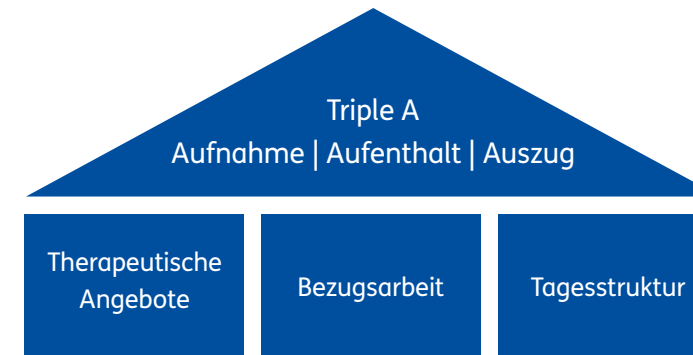 Triple A
Aufnahme | Aufenthalt | Auszug
Therapeutische
Angebote
Bezugsarbeit
Tagesstruktur